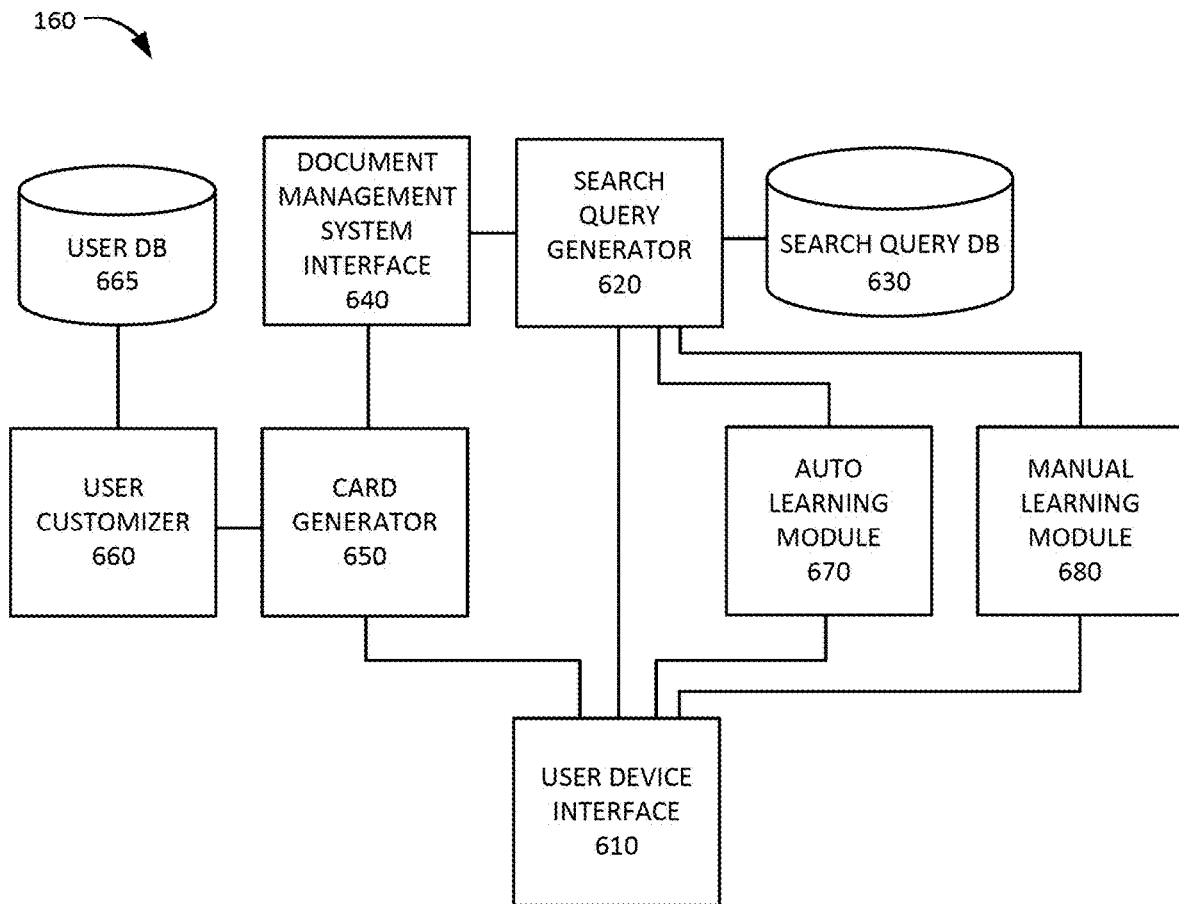 160
USER DB
665
DOCUMENT
MANAGEMENT
SYSTEM
INTERFACE
640
SEARCH
QUERY
GENERATOR
620
SEARCH QUERY DB
630
USER
CUSTOMIZER
660
CARD
GENERATOR
650
AUTO
LEARNING
MODULE
670
MANUAL
LEARNING
MODULE
680
USER DEVICE
INTERFACE
610